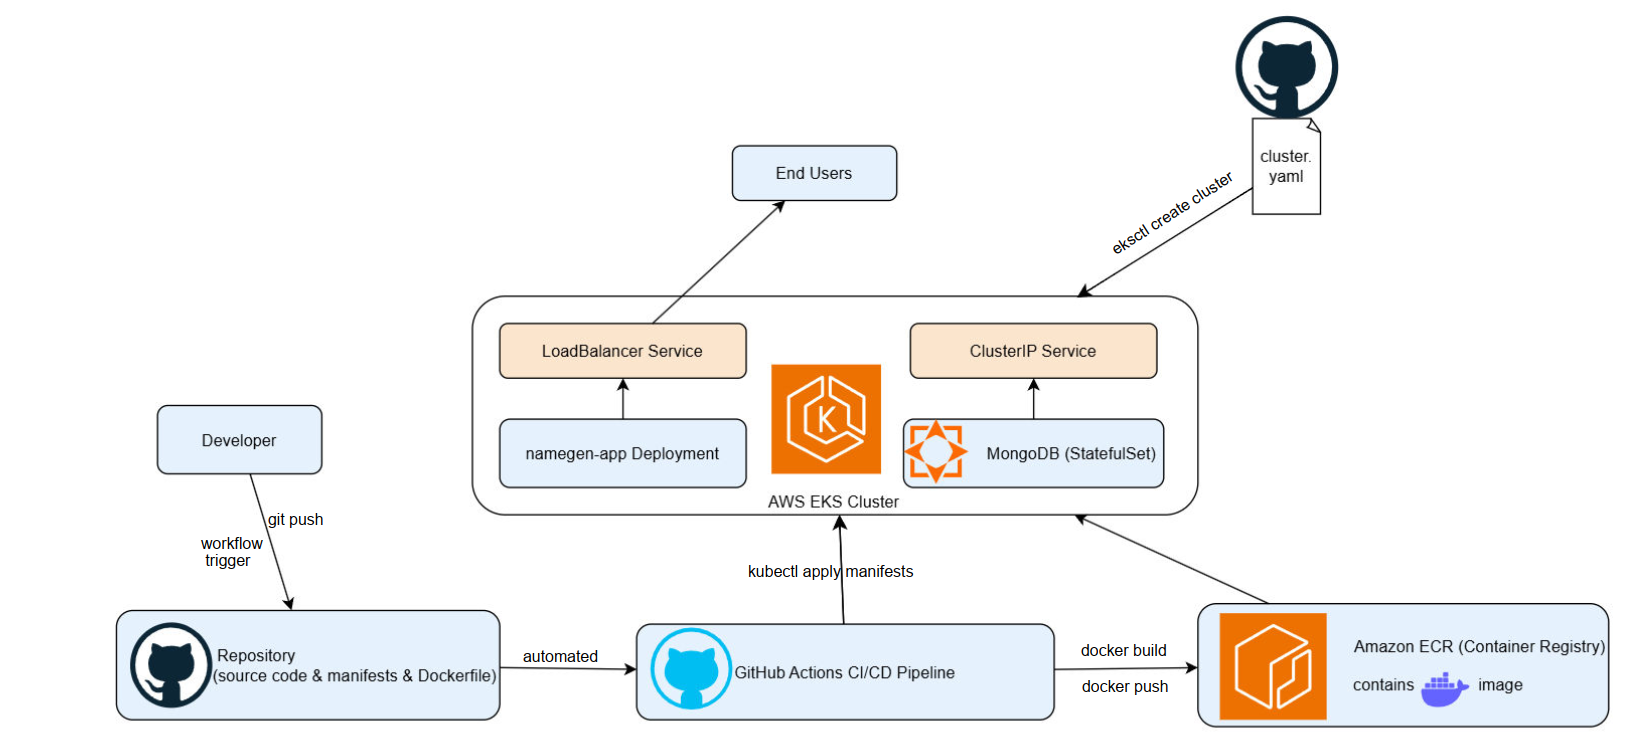 cluster.
yaml
End Users
eksctl create cluster
LoadBalancer Service
ClusterIP Service
K
namegen-app Deployment
MongoDB (StatefulSet)
AWS EKS Cluster
Developer
git push
workflow
trigger
kubectl apply manifests
Repository
(source code & manifests & Dockerfile)
automated
GitHub Actions CI/CD Pipeline
docker build
docker push
Amazon ECR (Container Registry)
contains image